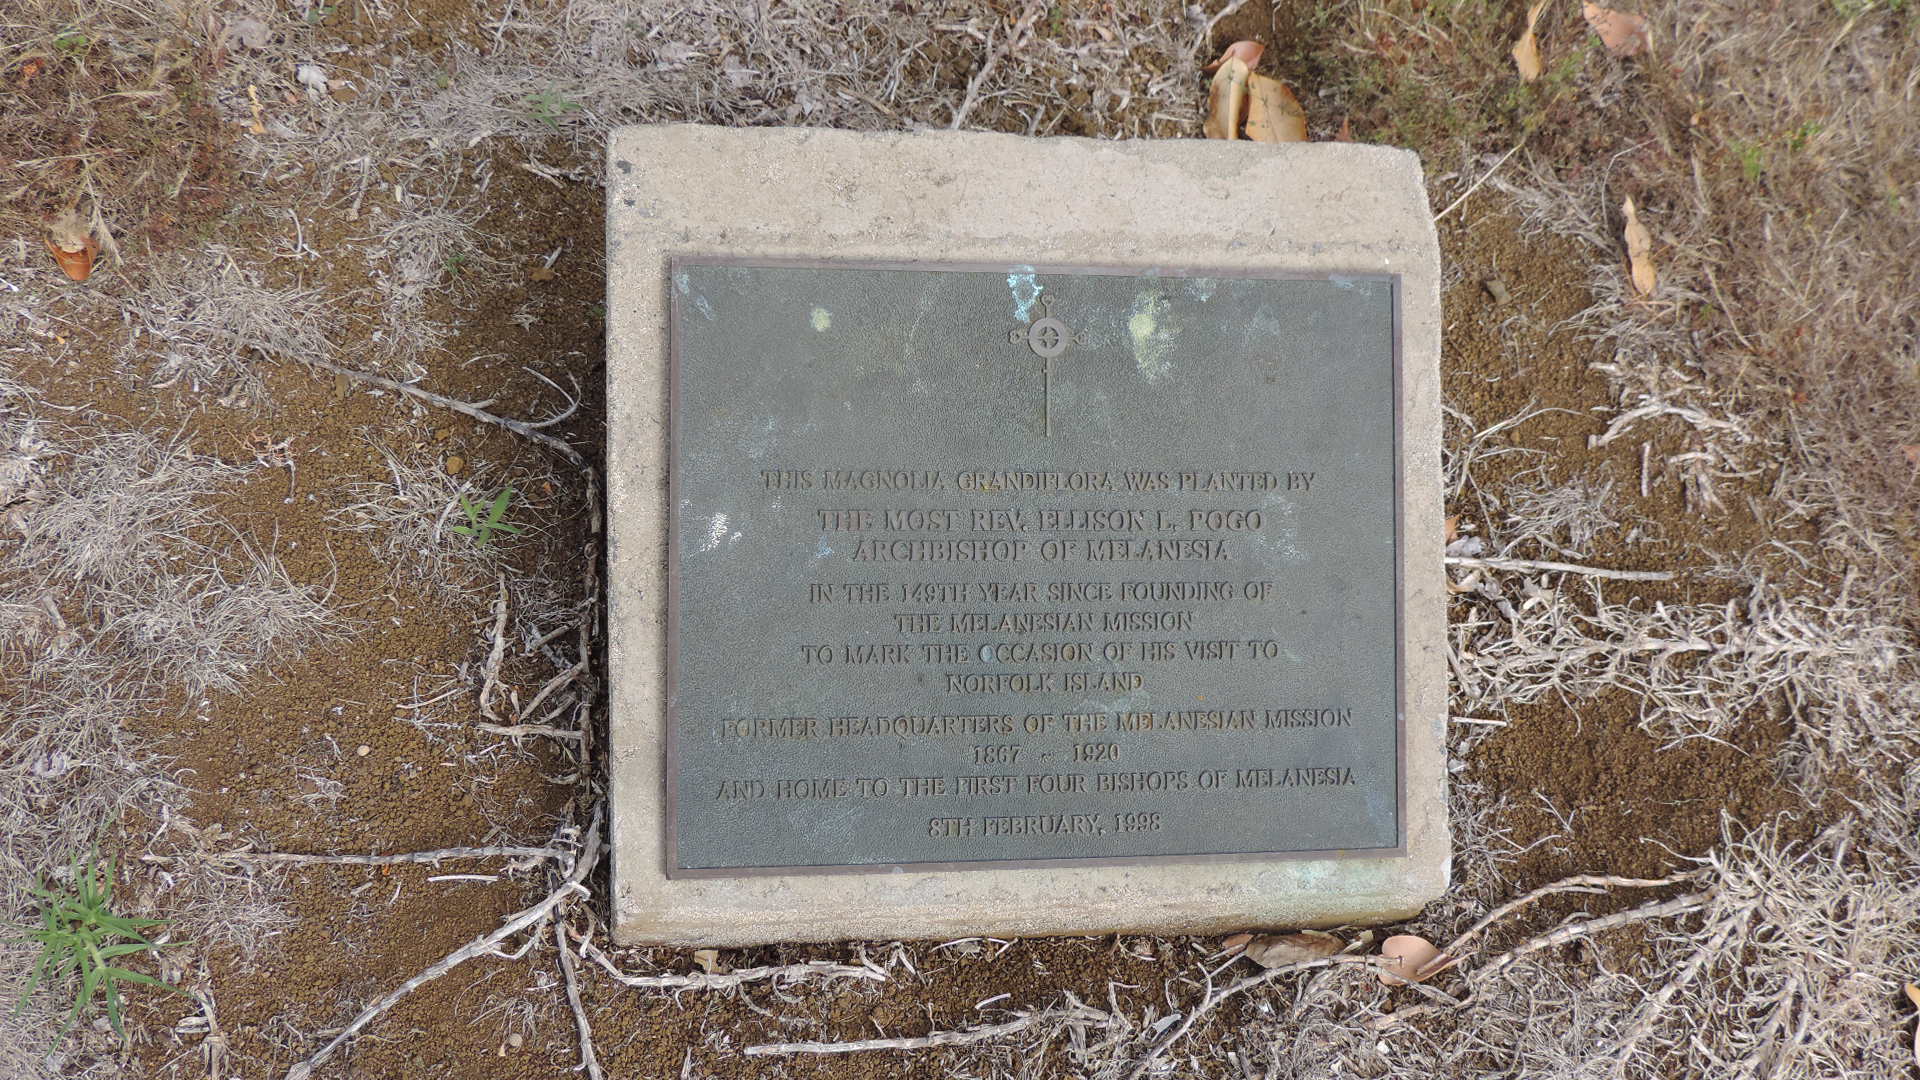 THIS MAGNOLIA GRANDIFLORA WAS PLANTED BY
THE MOST REV. ELLISON L. POGO
ARCHBISHOP OF MELANESIA
IN THE 149TH YEAR SINCE FOUNDING OF
THE MELANESIAN MISSION
TO MARK THE OCCASION OF HIS VISIT TO
NORFOLK ISLAND
FORMER HEADQUARTERS OF THE MELANESIAN MISSION
1867 ~ 1920
AND HOME TO THE FIRST FOUR BISHOPS OF MELANESIA
8TH FEBRUARY, 1998